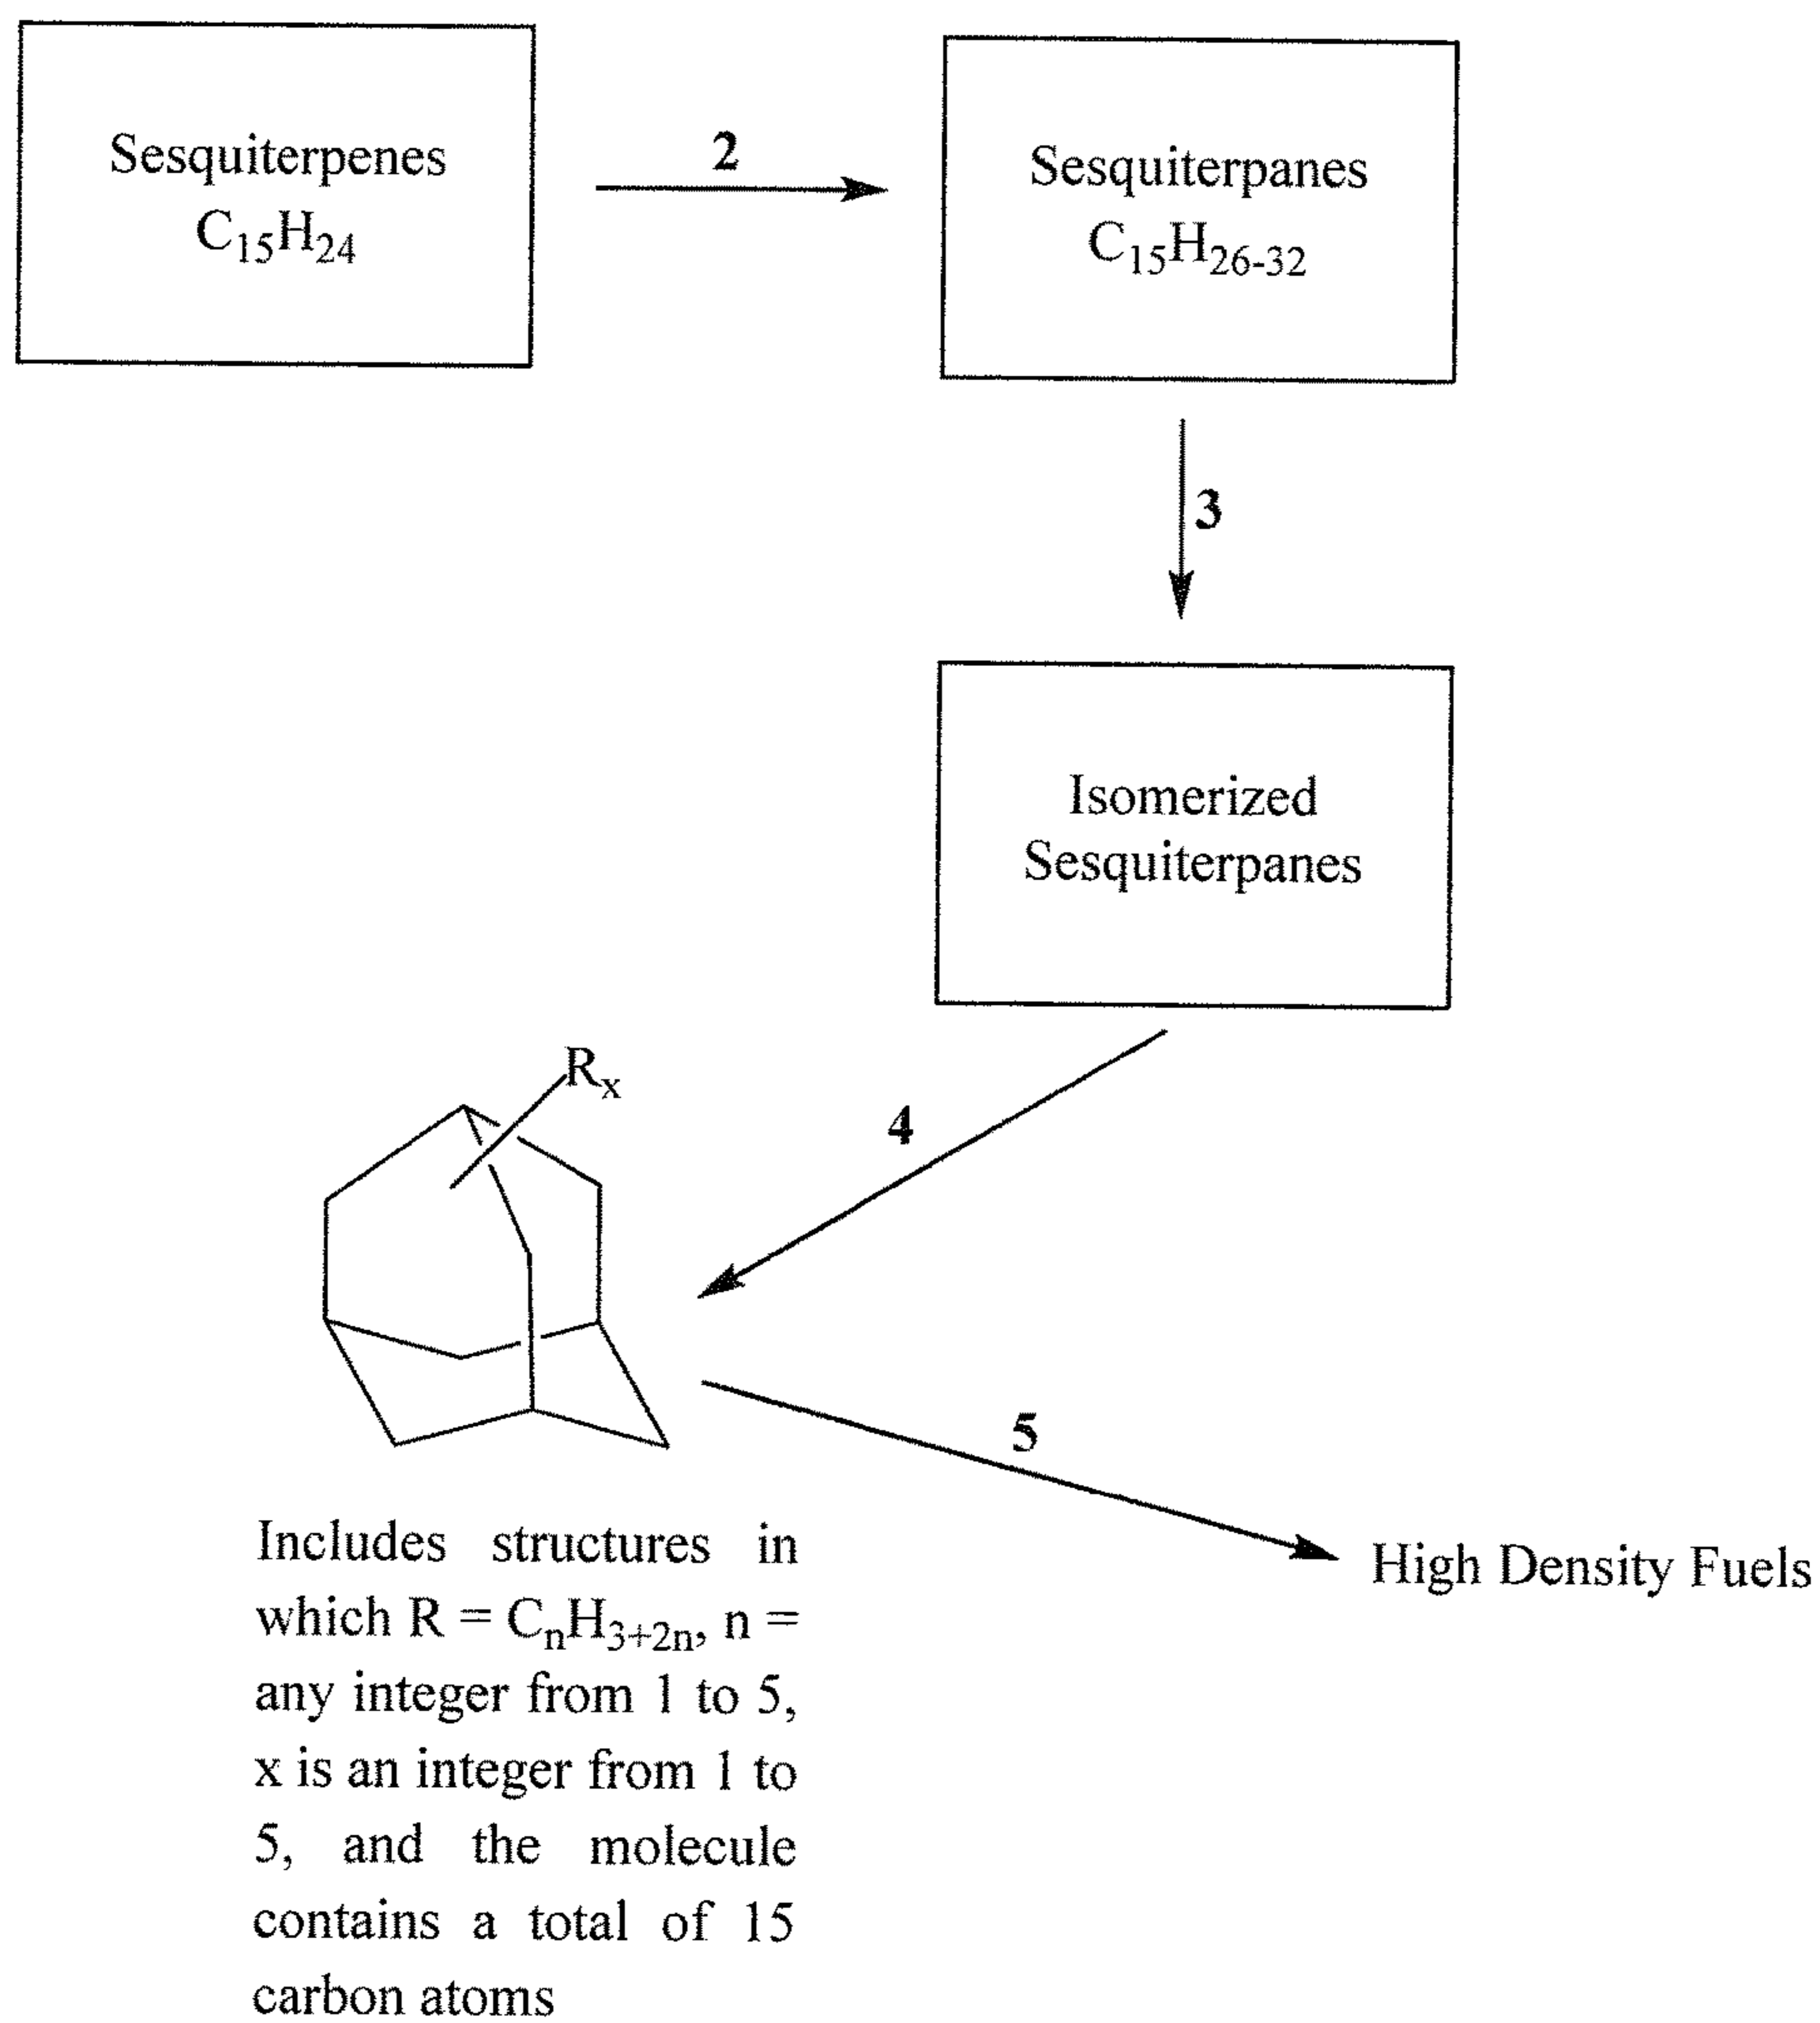 Sesquiterpenes
C₁₅H₂₄
2
Sesquiterpanes
C₁₅H₂₆₋₃₂
3
Isomerized
Sesquiterpanes
4
Rₓ
5
High Density Fuels
Includes structures in
which R = CₙH₃₊₂ₙ, n =
any integer from 1 to 5,
x is an integer from 1 to
5, and the molecule
contains a total of 15
carbon atoms